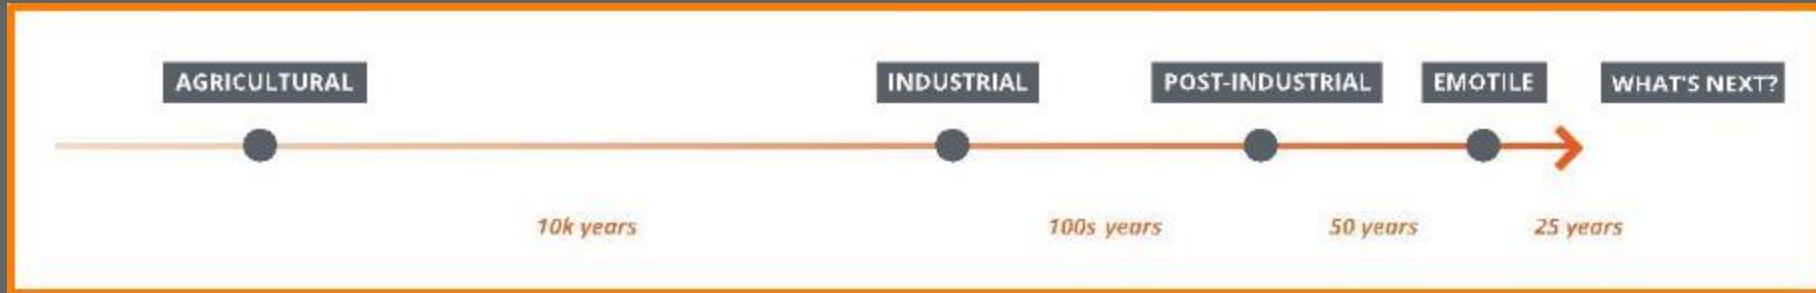 AGRICULTURAL
INDUSTRIAL
POST-INDUSTRIAL
EMOTILE
WHAT'S NEXT?
10k years
100s years
50 years
25 years